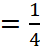 = 1/4